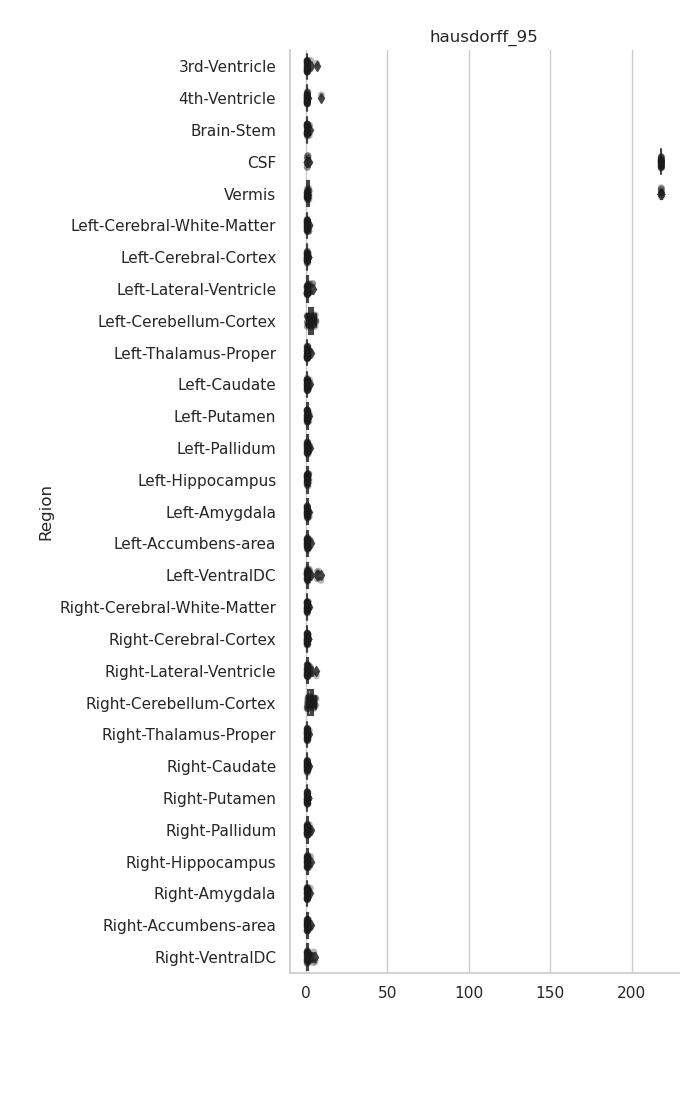 hausdorff_95
3rd-Ventricle
4th-Ventricle
Brain-Stem
CSF
Vermis
Left-Cerebral-White-Matter
Left-Cerebral-Cortex
Left-Lateral-Ventricle
Left-Cerebellum-Cortex
Left-Thalamus-Proper
Left-Caudate
Left-Putamen
Left-Pallidum
Left-Hippocampus
Left-Amygdala
Left-Accumbens-area
Left-VentralDC
Right-Cerebral-White-Matter
Right-Cerebral-Cortex
Right-Lateral-Ventricle
Right-Cerebellum-Cortex
Right-Thalamus-Proper
Right-Caudate
Right-Putamen
Right-Pallidum
Right-Hippocampus
Right-Amygdala
Right-Accumbens-area
Right-VentralDC
Region
0 50 100 150 200